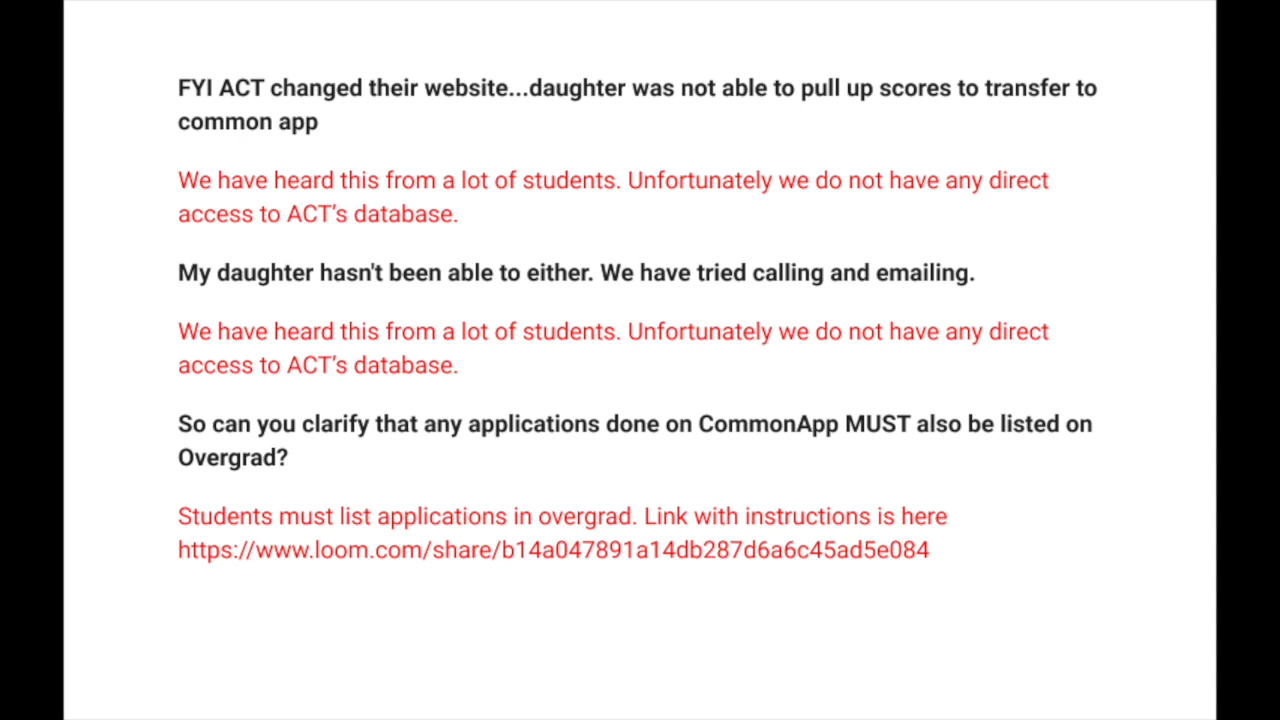 FYI ACT changed their website...daughter was not able to pull up scores to transfer to
common app
We have heard this from a lot of students. Unfortunately we do not have any direct
access to ACT’s database.
My daughter hasn't been able to either. We have tried calling and emailing.
We have heard this from a lot of students. Unfortunately we do not have any direct
access to ACT’s database.
So can you clarify that any applications done on CommonApp MUST also be listed on
Overgrad?
Students must list applications in overgrad. Link with instructions is here
https://www.loom.com/share/b14a047891a14db287d6a6c45ad5e084